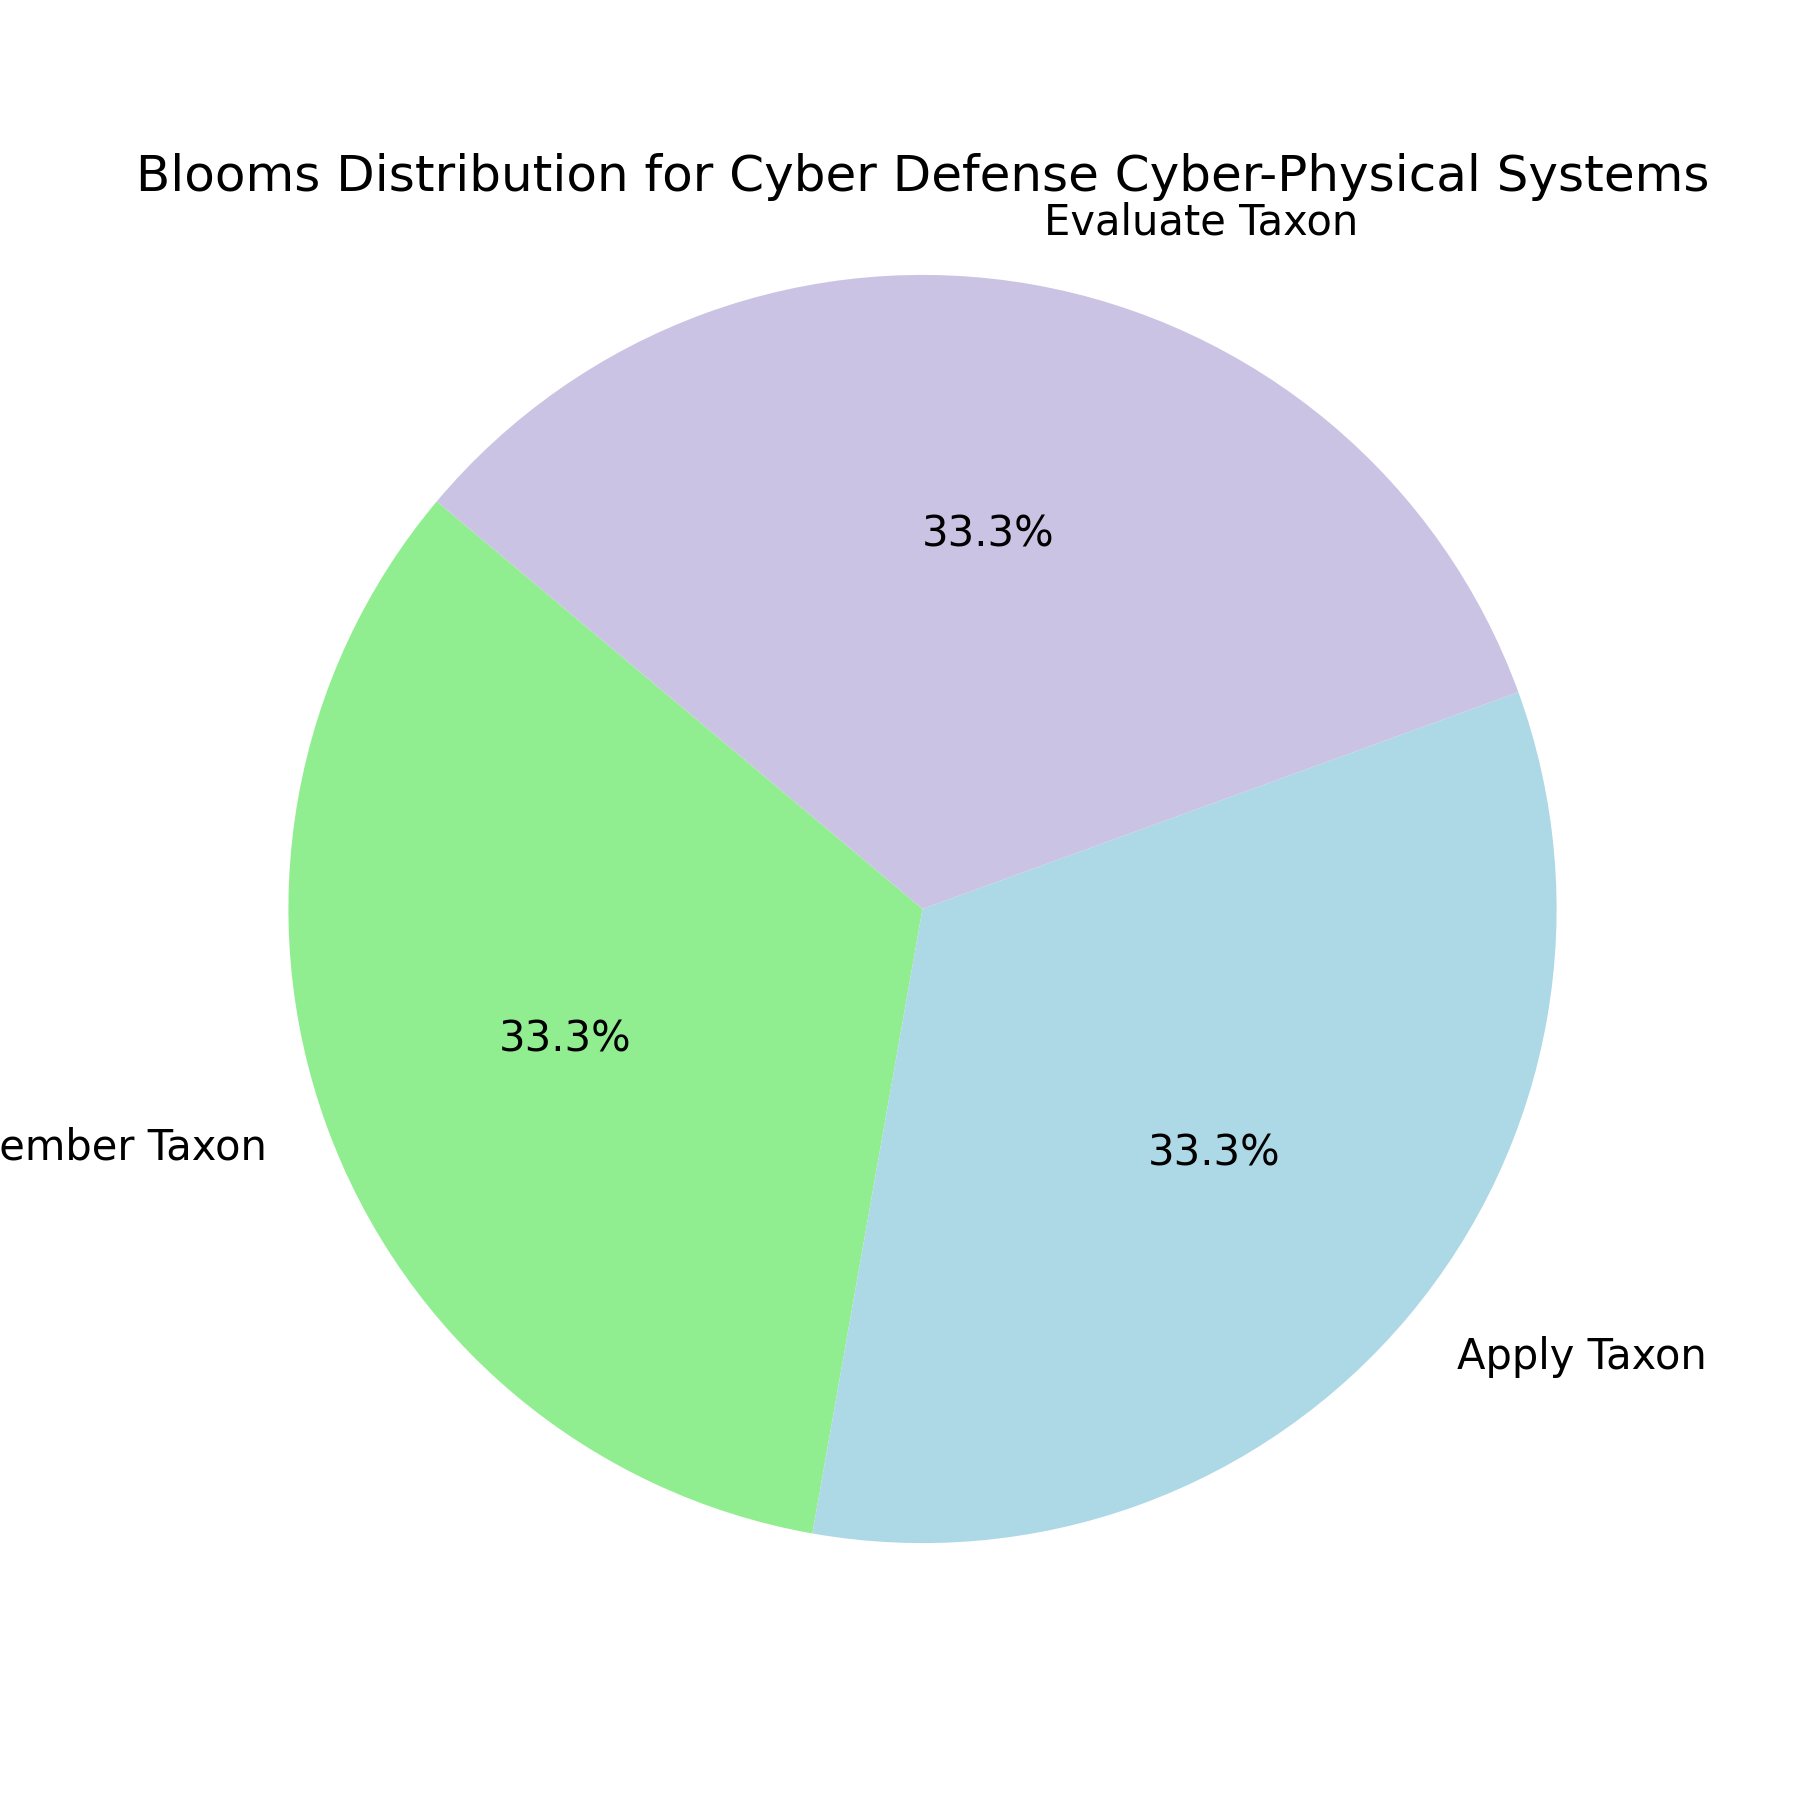 Blooms Distribution for Cyber Defense Cyber-Physical Systems
Evaluate Taxon
33.3%
33.3%
ember Taxon
33.3%
Apply Taxon